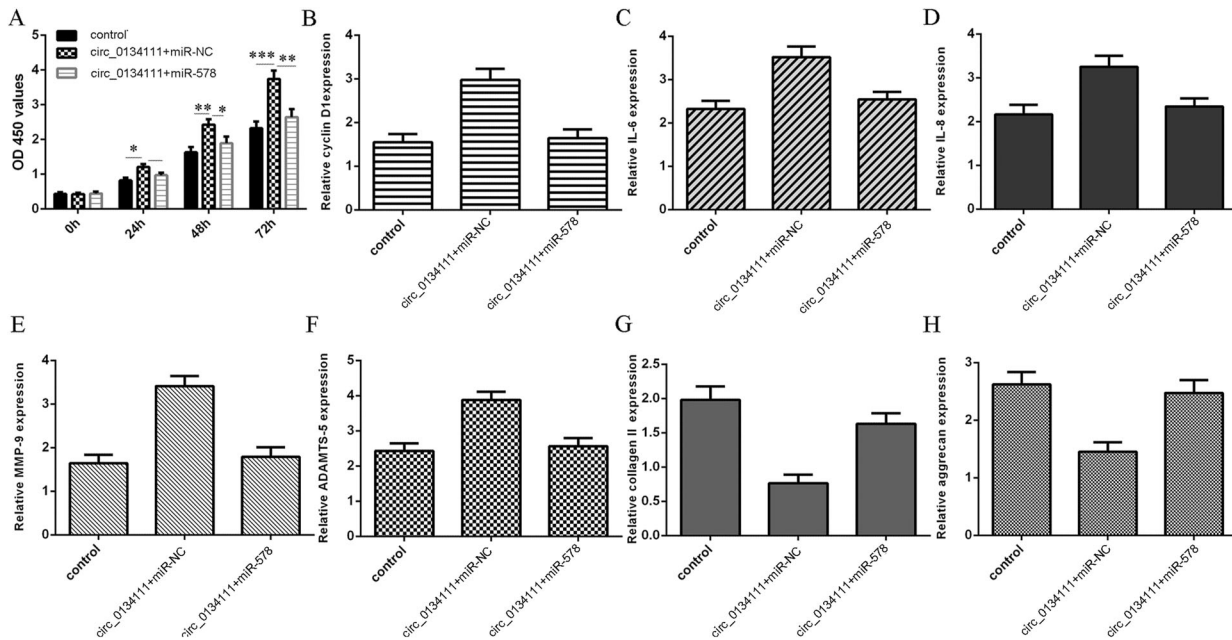 A
control
circ_0134111+miR-NC
circ_0134111+miR-578
OD 450 values
5
4
3
2
1
0
*
**
*
***
**
0h
24h
48h
72h
B
Relative cyclin D1expression
4
3
2
1
0
control
circ_0134111+miR-NC
circ_0134111+miR-578
C
Relative IL-6 expression
4
3
2
1
0
control
circ_0134111+miR-NC
circ_0134111+miR-578
D
Relative IL-8 expression
4
3
2
1
0
control
circ_0134111+miR-NC
circ_0134111+miR-578
E
Relative MMP-9 expression
4
3
2
1
0
control
circ_0134111+miR-NC
circ_0134111+miR-578
F
Relative ADAMTS-5 expression
5
4
3
2
1
0
control
circ_0134111+miR-NC
circ_0134111+miR-578
G
Relative collagen II expression
2.5
2.0
1.5
1.0
0.5
0.0
control
circ_0134111+miR-NC
circ_0134111+miR-578
H
Relative aggrecan expression
3
2
1
0
control
circ_0134111+miR-NC
circ_0134111+miR-578